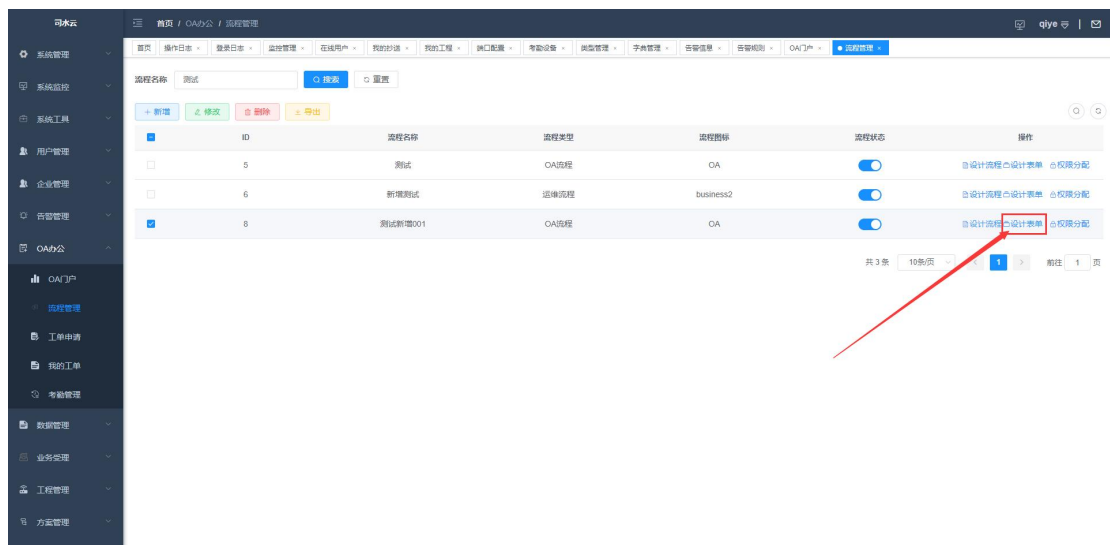 司水云
首页 / OA办公 / 流程管理
qiye
系统管理
系统监控
系统工具
用户管理
企业管理
告警管理
OA办公
OA门户
流程管理
工单申请
我的工单
考勤管理
数据管理
业务受理
工程管理
方案管理
首页 操作日志 × 登录日志 × 监控管理 × 在线用户 × 我的抄送 × 我的工程 × 端口配置 × 考勤设备 × 类型管理 × 字典管理 × 告警信息 × 告警规则 × OA门户 × 流程管理 ×
流程名称 测试 搜索 重置
+ 新增 修改 删除 导出
ID 流程名称 流程类型 流程图标 流程状态 操作
5 测试 OA流程 OA 设计流程 设计表单 权限分配
6 新增测试 运维流程 business2 设计流程 设计表单 权限分配
8 测试新增001 OA流程 OA 设计流程 设计表单 权限分配
共 3 条 10条/页 < 1 > 前往 1 页